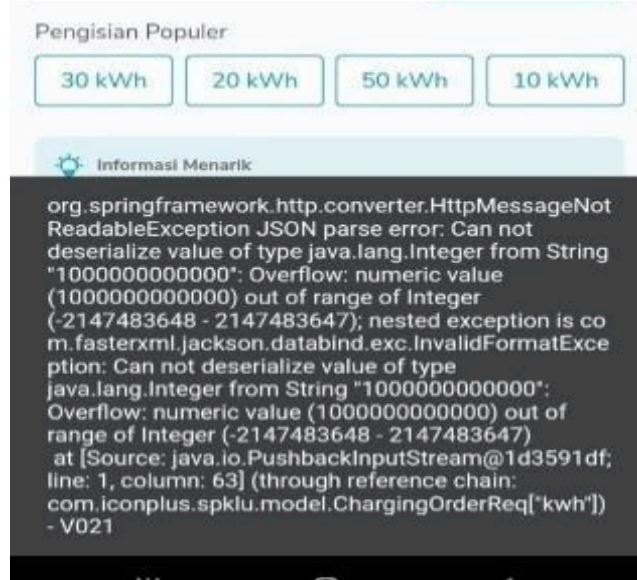 Pengisian Populer
30 kWh 20 kWh 50 kWh 10 kWh
Informasi Menarik
org.springframework.http.converter.HttpMessageNot
ReadableException JSON parse error: Can not
deserialize value of type java.lang.Integer from String
"1000000000000": Overflow: numeric value
(1000000000000) out of range of Integer
(-2147483648 - 2147483647); nested exception is co
m.fasterxml.jackson.databind.exc.InvalidFormatExce
ption: Can not deserialize value of type
java.lang.Integer from String "1000000000000":
Overflow: numeric value (1000000000000) out of
range of Integer (-2147483648 - 2147483647)
at [Source: java.io.PushbackInputStream@1d3591df;
line: 1, column: 63] (through reference chain:
com.iconplus.spklu.model.ChargingOrderReq["kwh"])
- V021